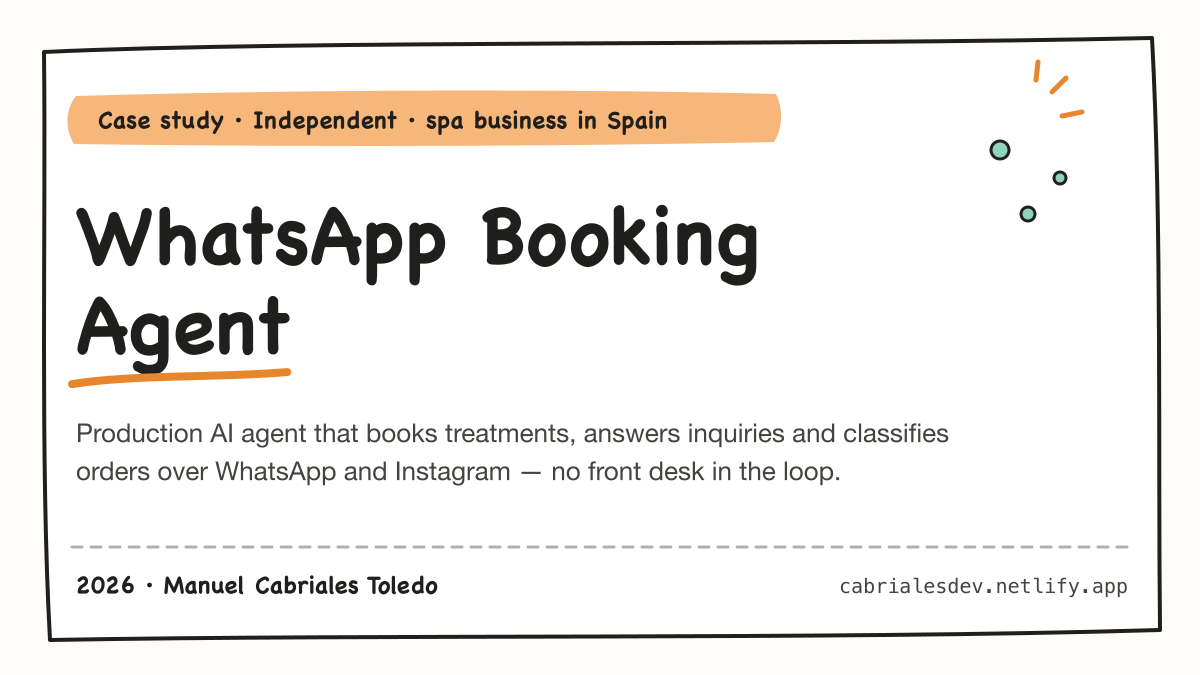 Case study · Independent · spa business in Spain
WhatsApp Booking
Agent
Production AI agent that books treatments, answers inquiries and classifies
orders over WhatsApp and Instagram — no front desk in the loop.
2026 · Manuel Cabriales Toledo
cabrialesdev.netlify.app